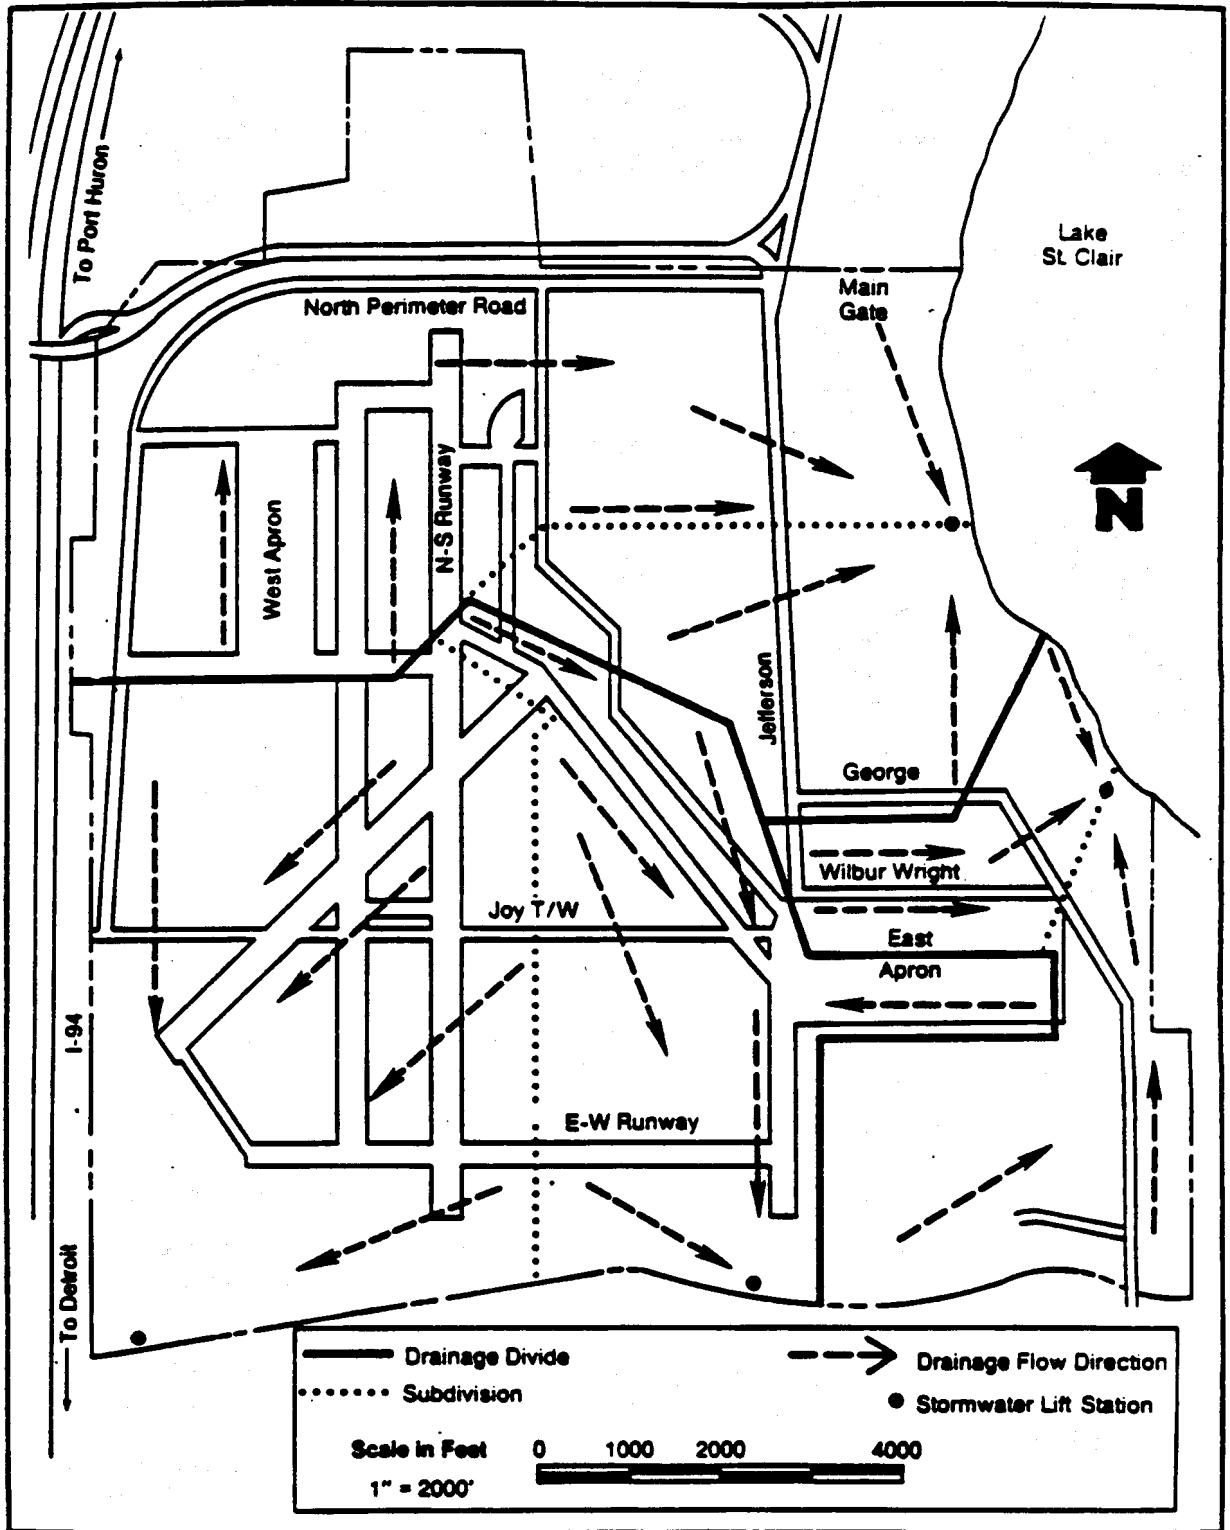 To Port Huron
Lake
St. Clair
Main
Gate
North Perimeter Road
N
N-S Runway
West Apron
Jefferson
George
Wilbur Wright
Joy T/W
East
Apron
I-94
E-W Runway
To Detroit
Drainage Divide
Drainage Flow Direction
Subdivision
Stormwater Lift Station
Scale in Feet
0 1000 2000 4000
1" = 2000'